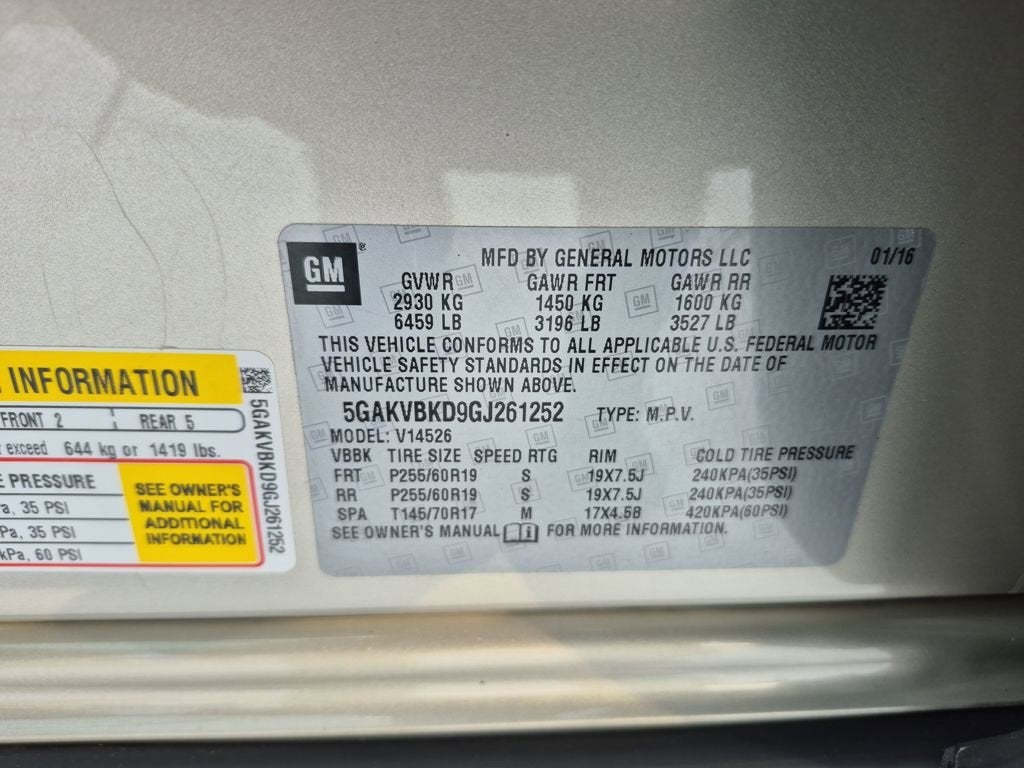 GM
®
MFD BY GENERAL MOTORS LLC 01/16
GVWR GAWR FRT GAWR RR
2930 KG 1450 KG 1600 KG
6459 LB 3196 LB 3527 LB
THIS VEHICLE CONFORMS TO ALL APPLICABLE U.S. FEDERAL MOTOR
VEHICLE SAFETY STANDARDS IN EFFECT ON THE DATE OF
MANUFACTURE SHOWN ABOVE.
5GAKVBKD9GJ261252 TYPE: M.P.V.
MODEL: V14526
VBBK TIRE SIZE SPEED RTG RIM COLD TIRE PRESSURE
FRT P255/60R19 S 19X7.5J 240KPA(35PSI)
RR P255/60R19 S 19X7.5J 240KPA(35PSI)
SPA T145/70R17 M 17X4.5B 420KPA(60PSI)
SEE OWNER'S MANUAL FOR MORE INFORMATION.
INFORMATION
FRONT 2 REAR 5
exceed 644 kg or 1419 lbs.
PRESSURE
35 PSI
35 PSI
kPa, 60 PSI
SEE OWNER'S
MANUAL FOR
ADDITIONAL
INFORMATION
5GAKVBKD9GJ261252